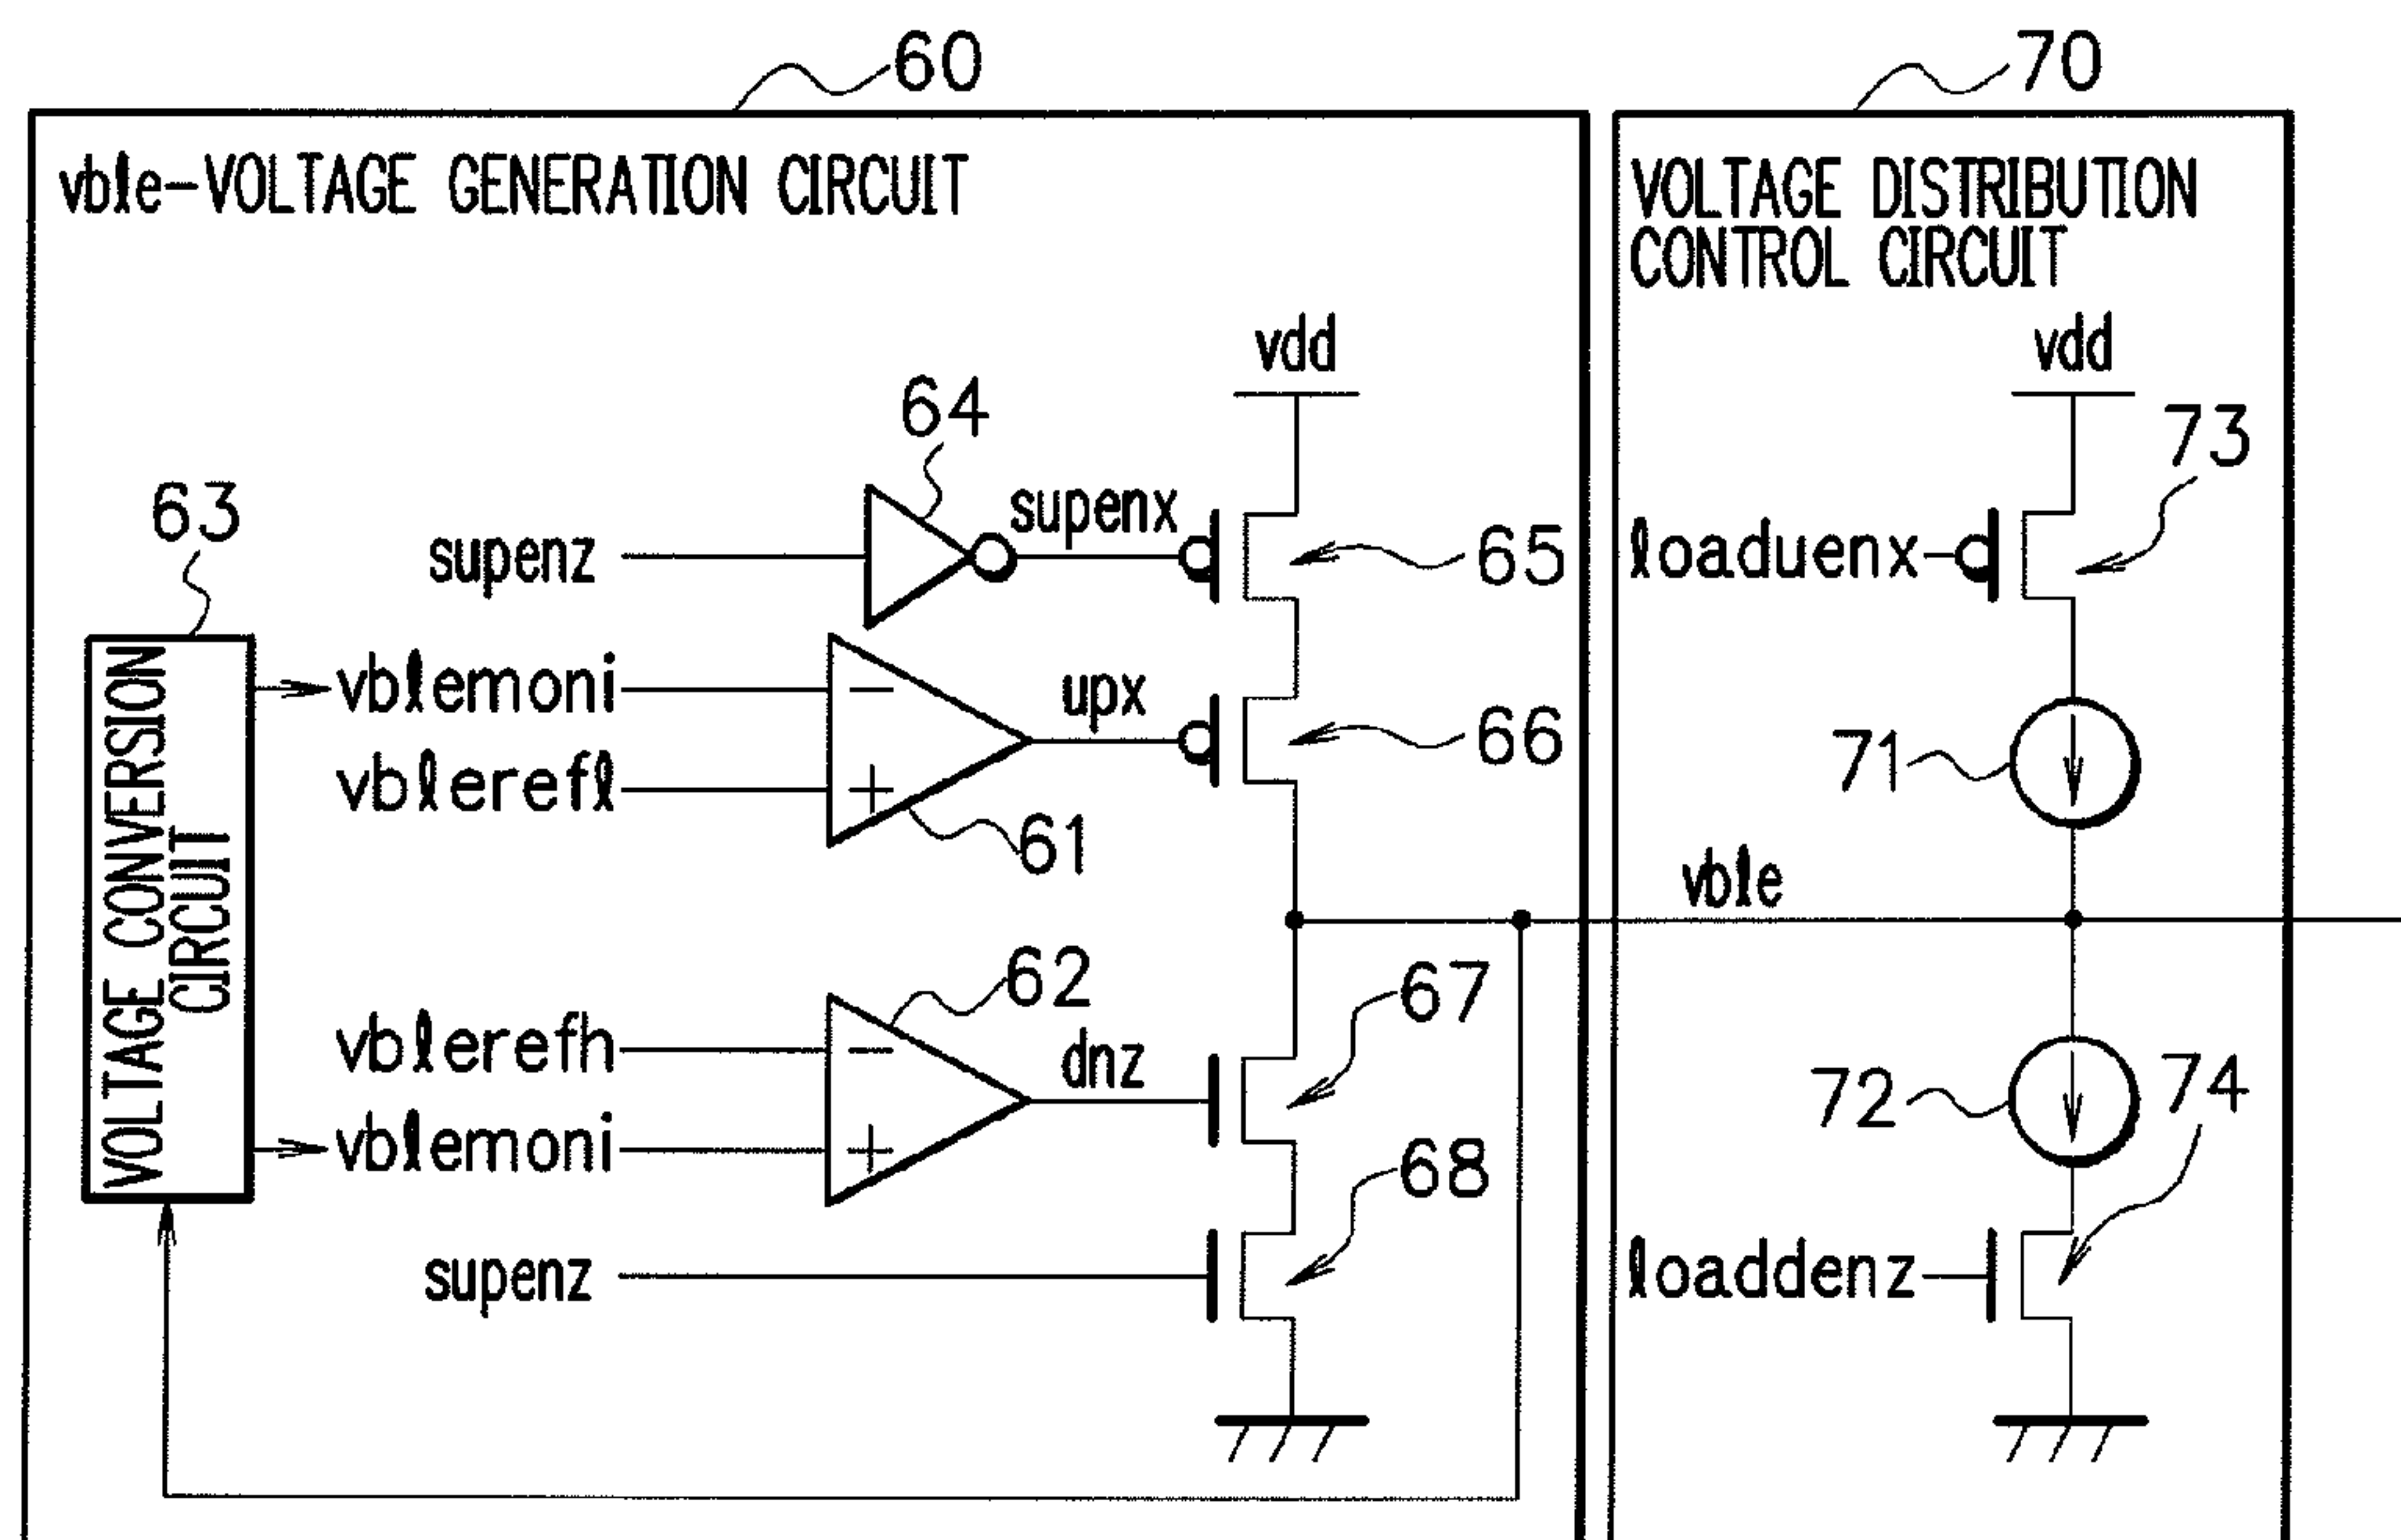 60
70
vble-VOLTAGE GENERATION CIRCUIT
VOLTAGE DISTRIBUTION
CONTROL CIRCUIT
vdd
vdd
64
73
63
supenz
supenx
65
loaduenx
VOLTAGE CONVERSION
CIRCUIT
vblemoni
−
upx
66
71
vblerefl
+
61
vble
62
67
vblerefh
−
dnz
72
74
vblemoni
+
68
supenz
loaddenz